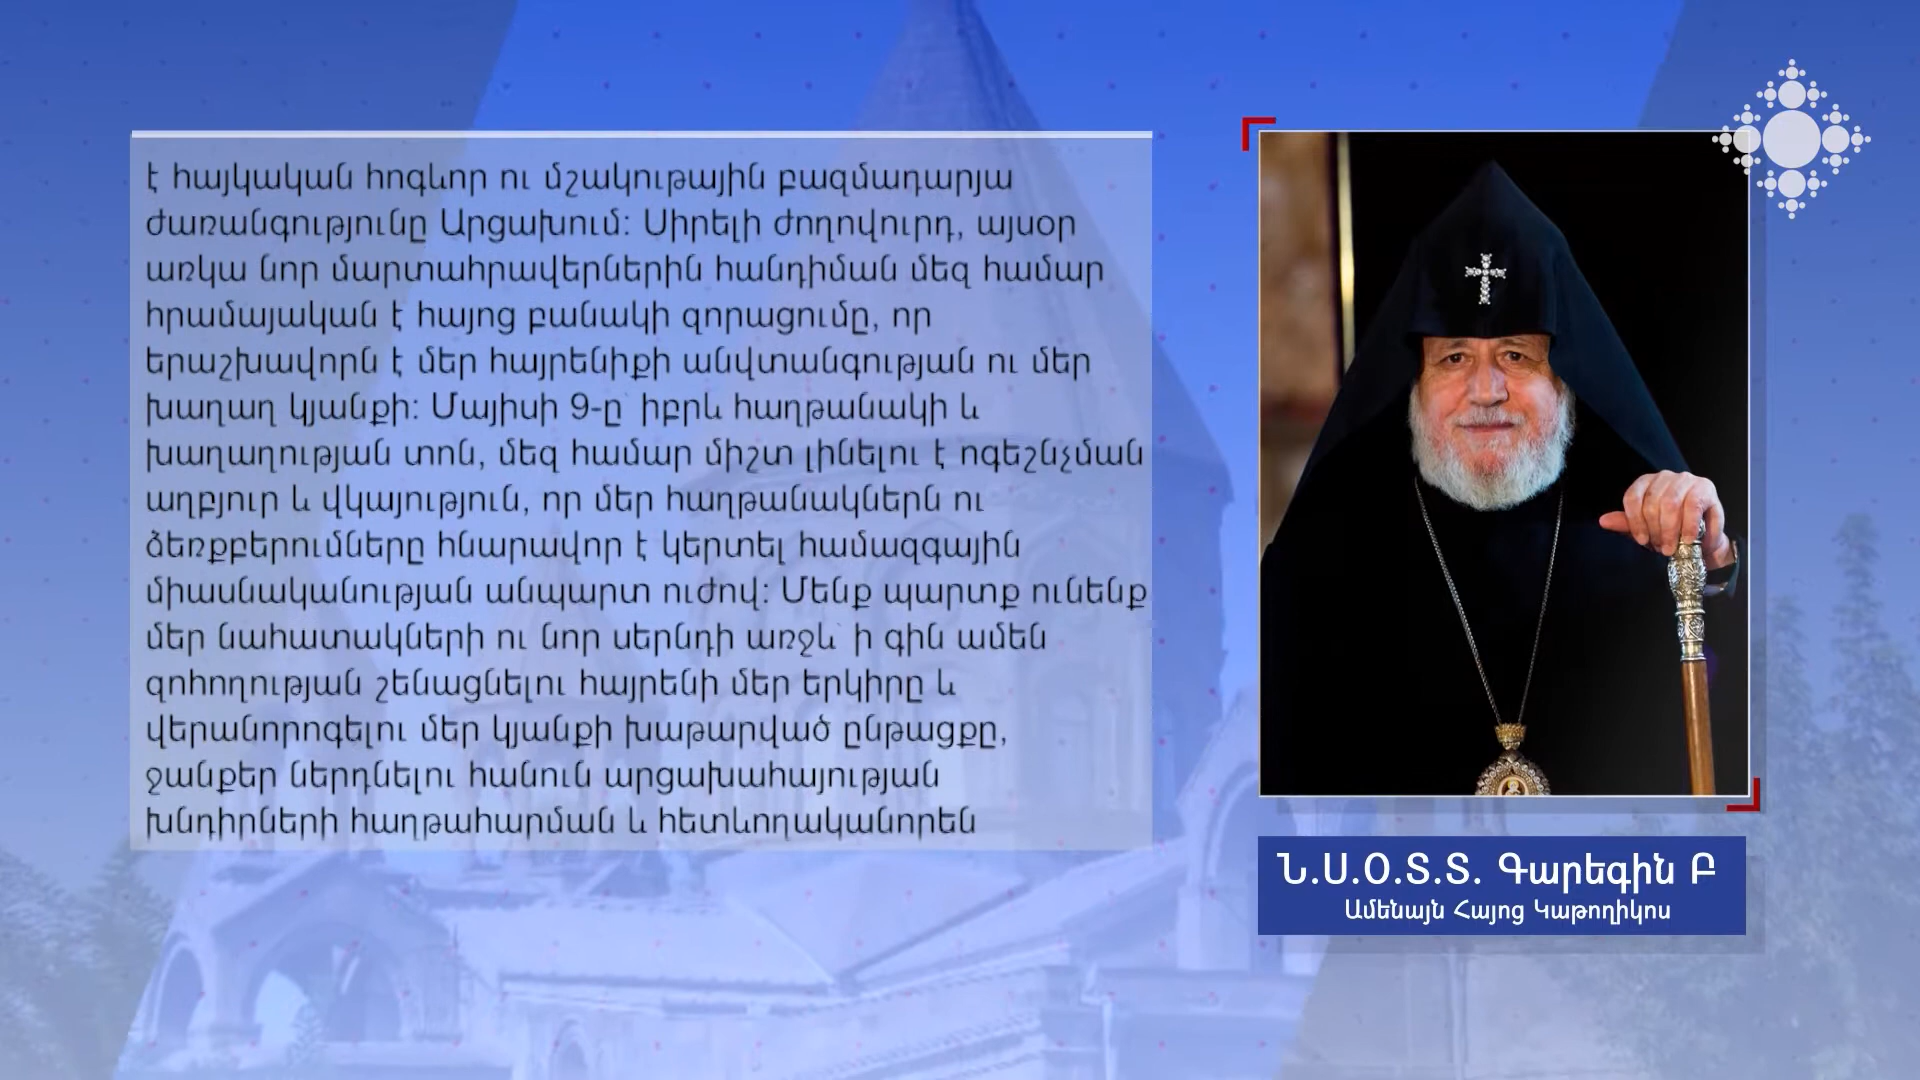 է հայկական հոգևոր ու մշակութային բազմադարյա
ժառանգությունը Արցախում: Սիրելի ժողովուրդ, այսօր
առկա նոր մարտահրավերներին հանդիման մեզ համար
հրամայական է հայոց բանակի զորացումը, որ
երաշխավորն է մեր հայրենիքի անվտանգության ու մեր
խաղաղ կյանքի: Մայիսի 9-ը՝ իբրև հաղթանակի և
խաղաղության տոն, մեզ համար միշտ լինելու է ոգեշնչման
աղբյուր և վկայություն, որ մեր հաղթանակներն ու
ձեռքբերումները հնարավոր է կերտել համազգային
միասնականության անպարտ ուժով: Մենք պարտք ունենք
մեր նահատակների ու նոր սերնդի առջև՝ ի գին ամեն
զոհողության շենացնելու հայրենի մեր երկիրը և
վերանորոգելու մեր կյանքի խաթարված ընթացքը,
ջանքեր ներդնելու հանուն արցախահայության
խնդիրների հաղթահարման և հետևողականորեն
Ն.Ս.Օ.Տ.Տ. Գարեգին Բ
Ամենայն Հայոց Կաթողիկոս